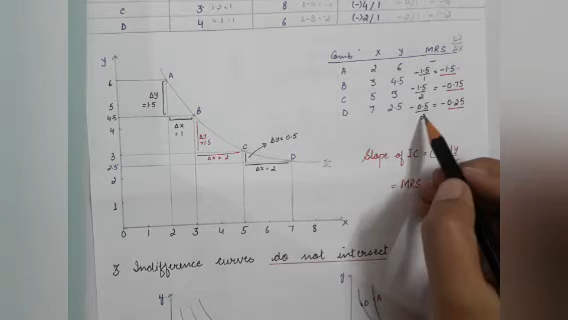 C 3 8 (-)4/1
D 4 4-3=1 6 6-8=-2 (-)2/1
y
6
5
4.5
4
3
2.5
2
1
0 1 2 3 4 5 6 7 8 x
A
B
C
D
Δy =1.5
Δx = 1
Δy 1.5
Δx = 2
Δy = 0.5
Δx = 2
IC
Comb x y MRS Δy/Δx
A 2 6
B 3 4.5 -1.5/1 = -1.5
C 5 3 -1.5/2 = -0.75
D 7 2.5 -0.5/2 = -0.25
Slope of IC =
= MRS
3 Indifference curves do not intersect
y
y
A